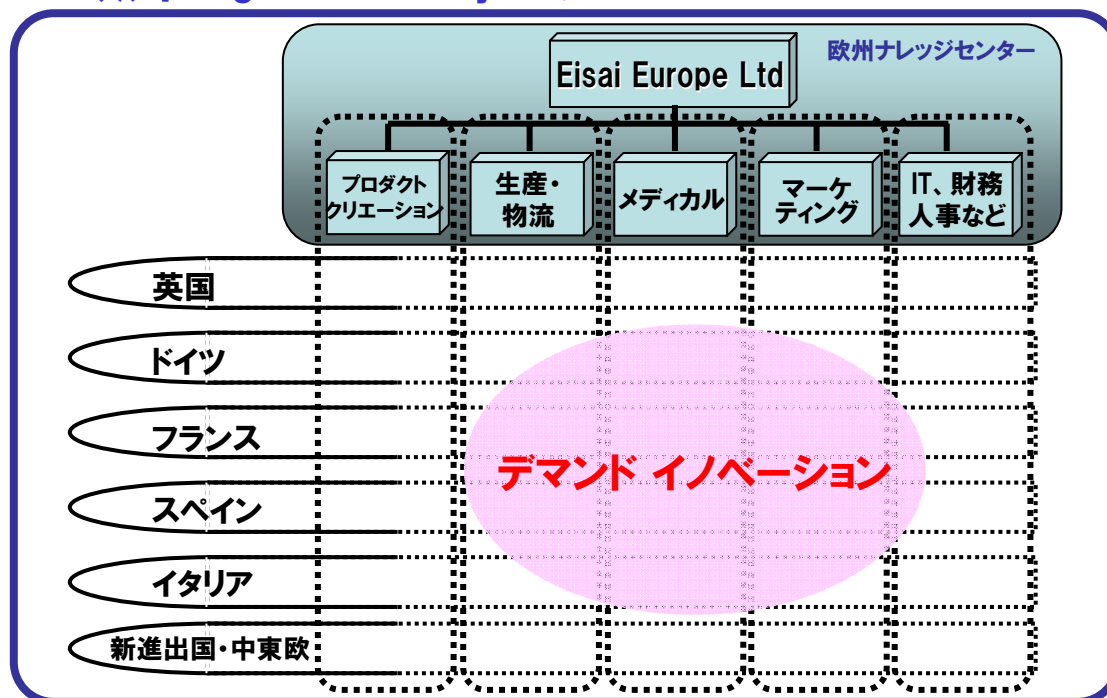 欧州ナレッジセンター
Eisai Europe Ltd
プロダクト
クリエーション
生産・
物流
メディカル
マーケ
ティング
IT、財務
人事など
英国
ドイツ
フランス
デマンド イノベーション
スペイン
イタリア
新進出国・中東欧